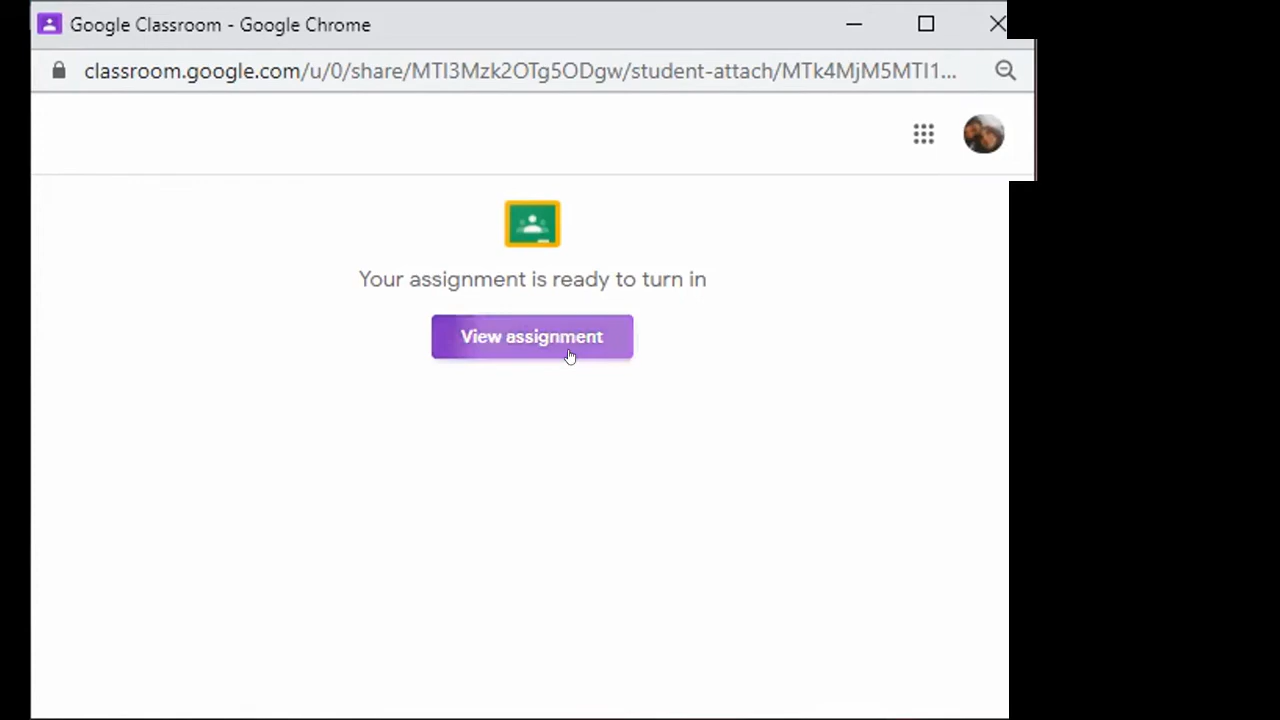 Google Classroom - Google Chrome
classroom.google.com/u/0/share/MTI3Mzk2OTg5ODgw/student-attach/MTk4MjM5MTI1...
Your assignment is ready to turn in
View assignment